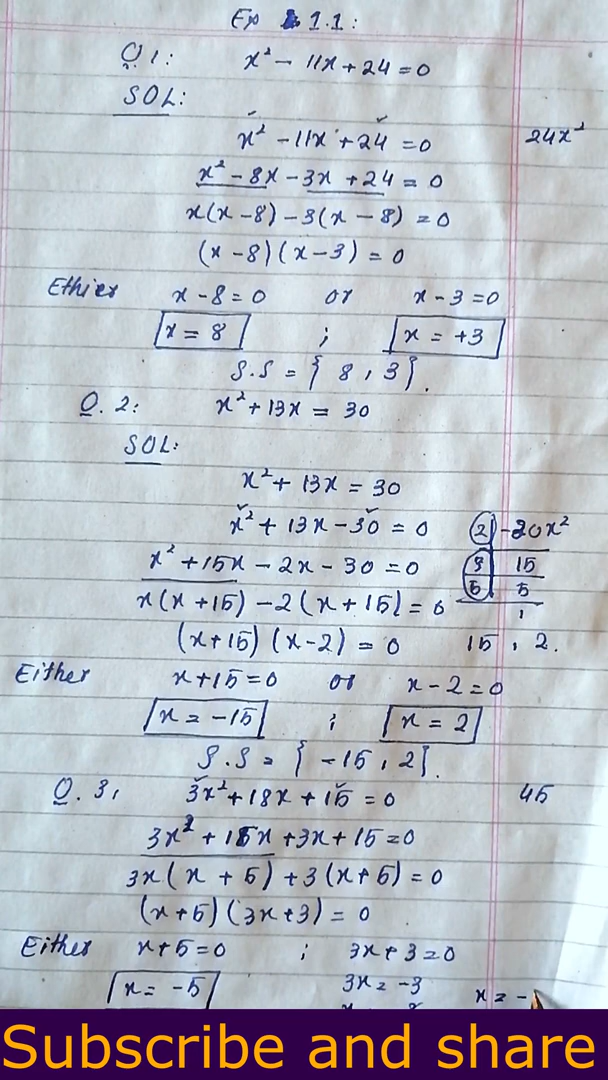 Ex 1.1:
Q1: x² - 11x + 24 = 0
SOL:
x² - 11x + 24 = 0 24x²
x² - 8x - 3x + 24 = 0
x(x - 8) - 3(x - 8) = 0
(x - 8)(x - 3) = 0
Ethier x - 8 = 0 or x - 3 = 0
x = 8 ; x = +3
S.S = { 8 , 3 }.
Q. 2: x² + 13x = 30
SOL:
x² + 13x = 30
x² + 13x - 30 = 0 2 -30x²
x² + 15x - 2x - 30 = 0 3 15
x(x + 15) - 2(x + 15) = 0 5 5
1
(x + 15)(x - 2) = 0 15 , 2.
Either x + 15 = 0 or x - 2 = 0
x = -15 ; x = 2
S.S = { -15 , 2 }.
Q. 3, 3x² + 18x + 15 = 0 45
3x² + 15x + 3x + 15 = 0
3x(x + 5) + 3(x + 5) = 0
(x + 5)(3x + 3) = 0
Either x + 5 = 0 ; 3x + 3 = 0
x = -5 3x = -3 x = -
Subscribe and share